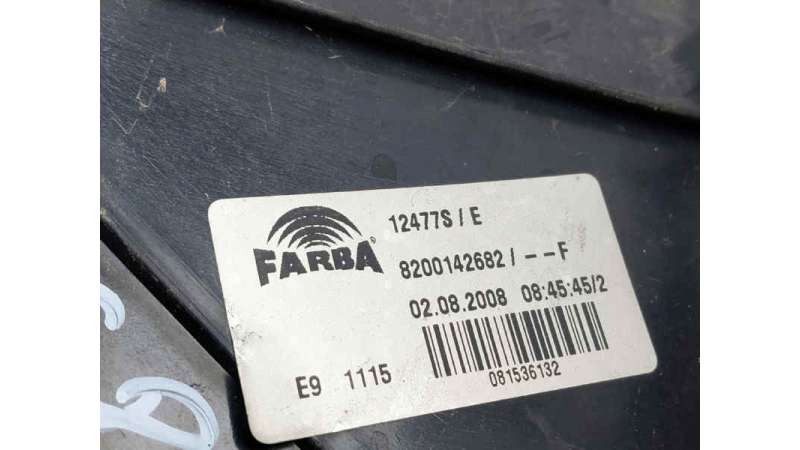 FARBA®
12477S / E
8200142682 / – – F
02.08.2008 08:45:45/2
E9 1115
081536132